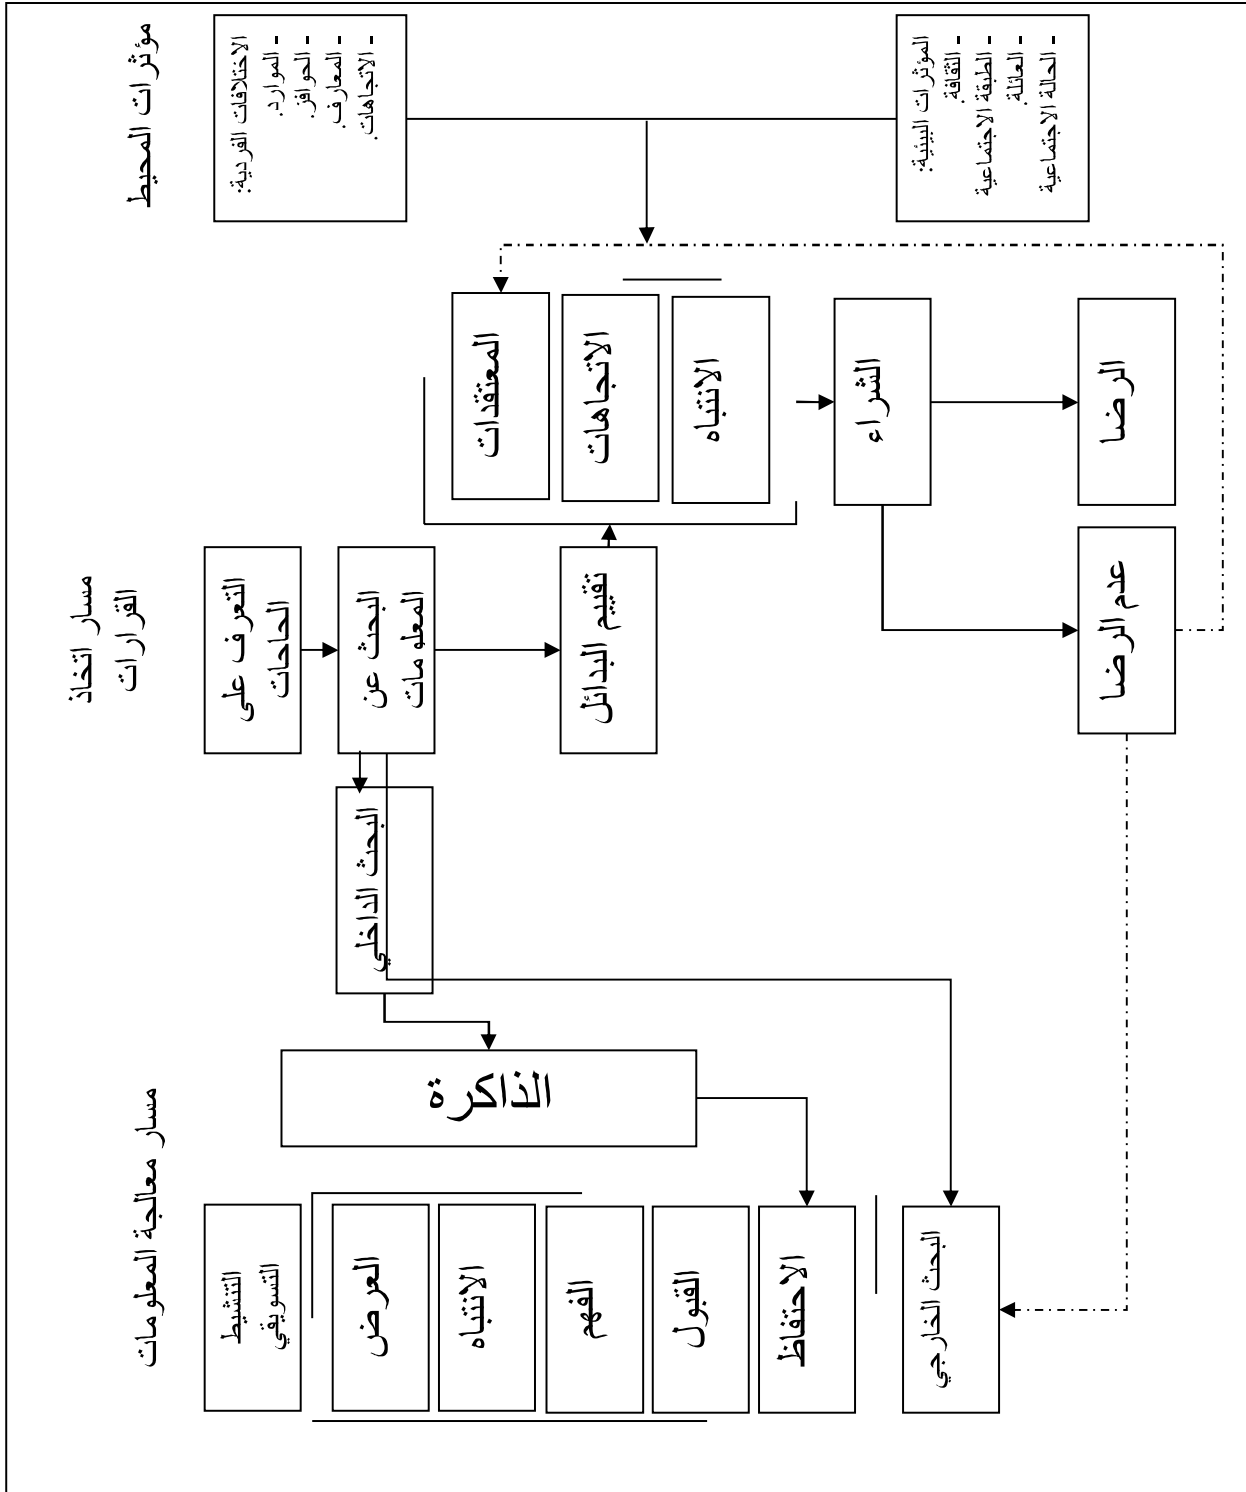 مؤثرات المحيط
الاختلافات الفردية:
- الموارد.
- الحوافز.
- المعارف.
- الاتجاهات.
المؤثرات البيئية:
- الثقافة.
- الطبقة الاجتماعية
- العائلة.
- الحالة الاجتماعية
مسار اتخاذ
القرارات
التعرف على
الحاجات
البحث عن
المعلومات
تقييم البدائل
المعتقدات
الاتجاهات
الانتباه
الشراء
الرضا
عدم الرضا
البحث الداخلي
مسار معالجة المعلومات
الذاكرة
التنشيط
التسويقي
العرض
الانتباه
الفهم
القبول
الاحتفاظ
البحث الخارجي